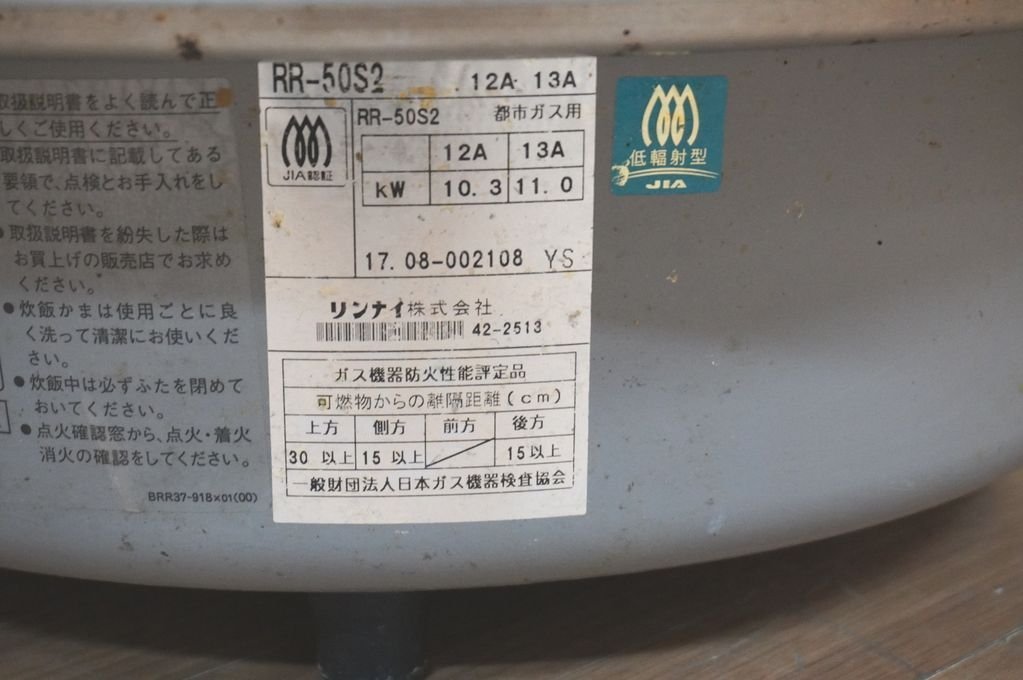 取扱説明書をよく読んで正
しくご使用ください。
取扱説明書に記載してある
要領で、点検とお手入れをし
てください。
● 取扱説明書を紛失した際は
お買上げの販売店でお求め
ください。
● 炊飯かまは使用ごとに良
く洗って清潔にお使いくだ
さい。
● 炊飯中は必ずふたを閉めて
おいてください。
● 点火確認窓から、点火・着火
消火の確認をしてください。
BRR37-918×01(00)
RR-50S2 12A· 13A
JIA認証
RR-50S2 都市ガス用
12A 13A
kW 10. 3 11. 0
17. 08-002108 YS
リンナイ株式会社
42-2513
ガス機器防火性能評定品
可燃物からの離隔距離(cm)
上方 側方 前方 後方
30 以上 15 以上 15 以上
一般財団法人日本ガス機器検査協会
低輻射型
JIA